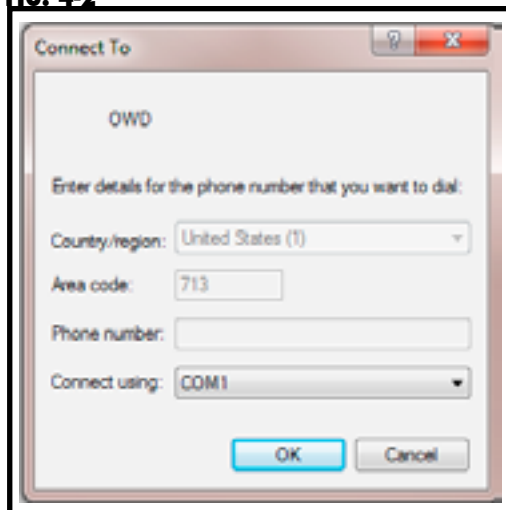 Connect To
OWD
Enter details for the phone number that you want to dial:
Country/region: United States (1)
Area code: 713
Phone number:
Connect using: COM1
OK Cancel